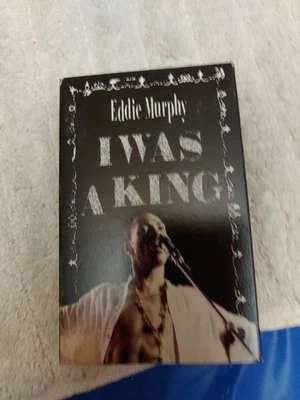 Eddie Murphy
I WAS
A KING